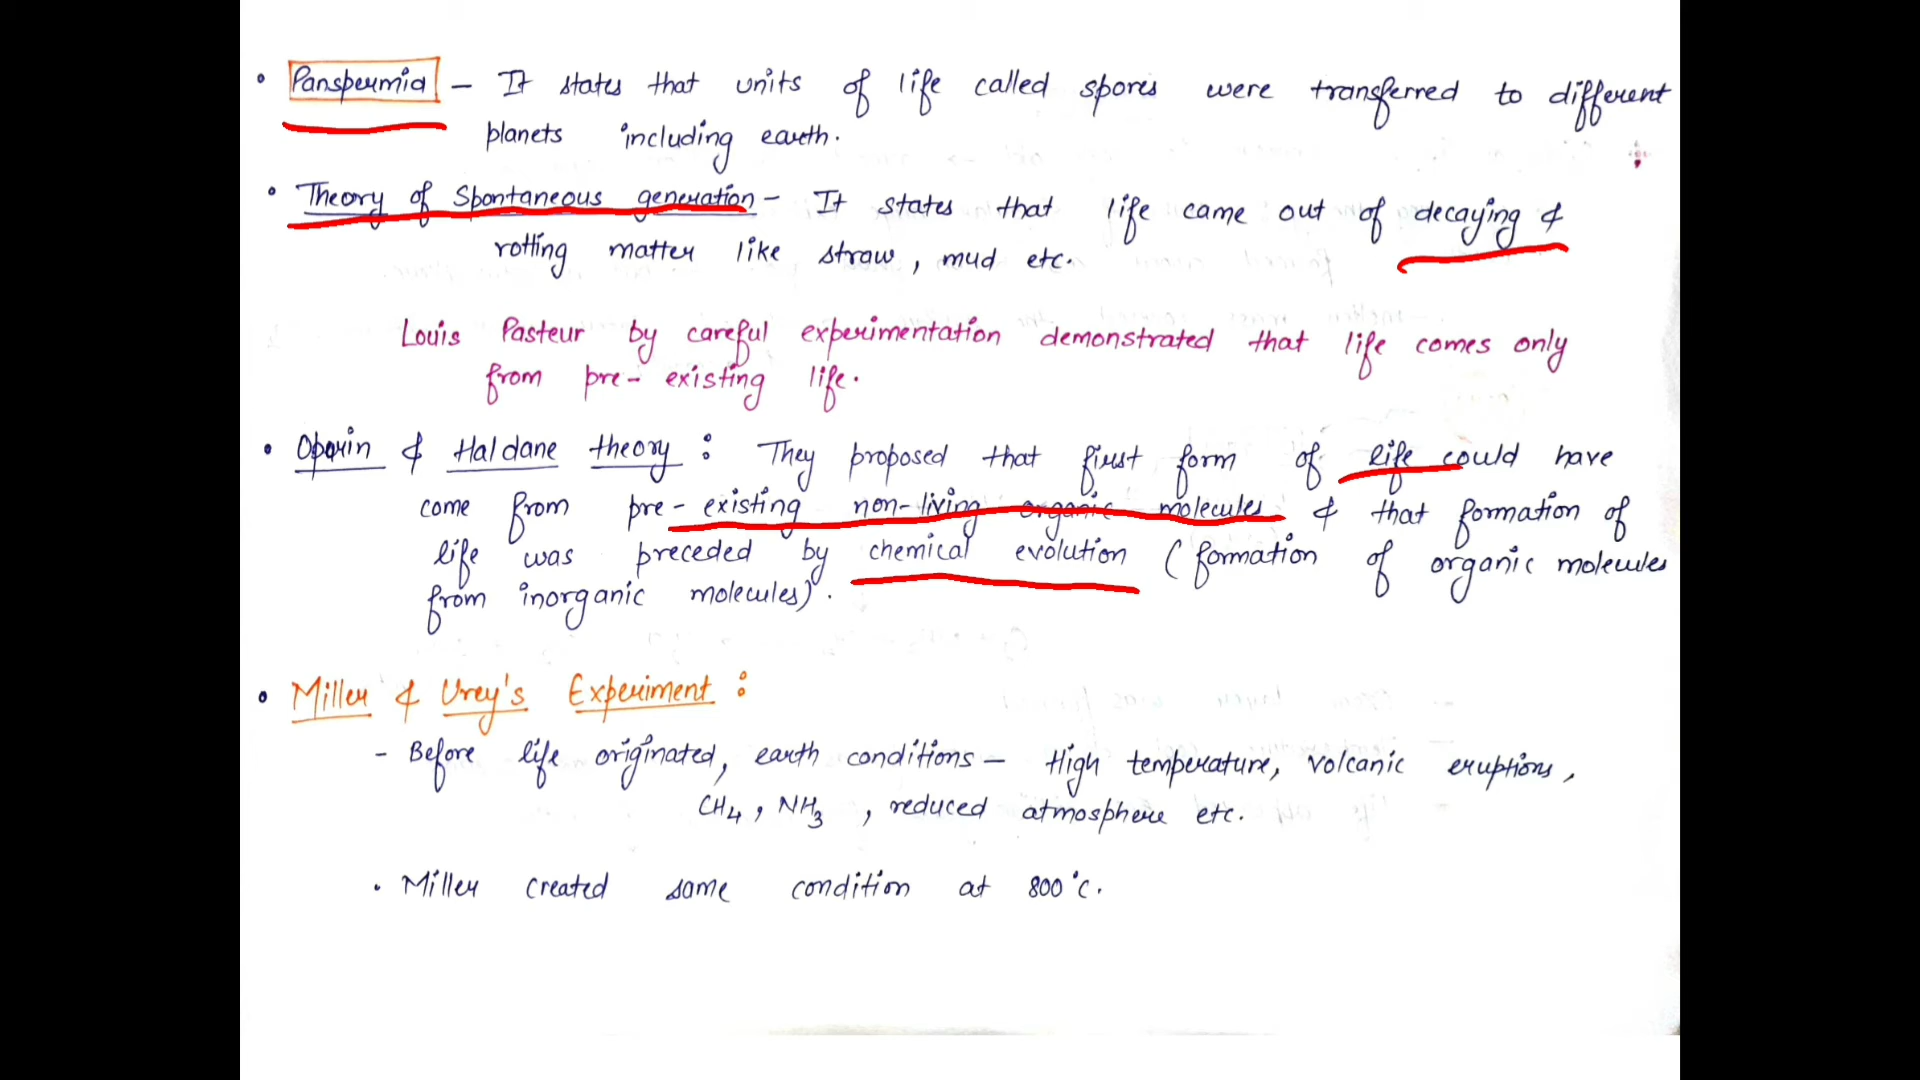 • Panspermia – It states that units of life called spores were transferred to different
planets including earth.
• Theory of Spontaneous generation – It states that life came out of decaying &
rotting matter like straw, mud etc.
Louis Pasteur by careful experimentation demonstrated that life comes only
from pre-existing life.
• Oparin & Haldane theory : They proposed that first form of life could have
come from pre-existing non-living organic molecules & that formation of
life was preceded by chemical evolution (formation of organic molecules
from inorganic molecules).
• Miller & Urey's Experiment :
- Before life originated, earth conditions – High temperature, volcanic eruptions,
CH₄, NH₃, reduced atmosphere etc.
• Miller created same condition at 800°C.